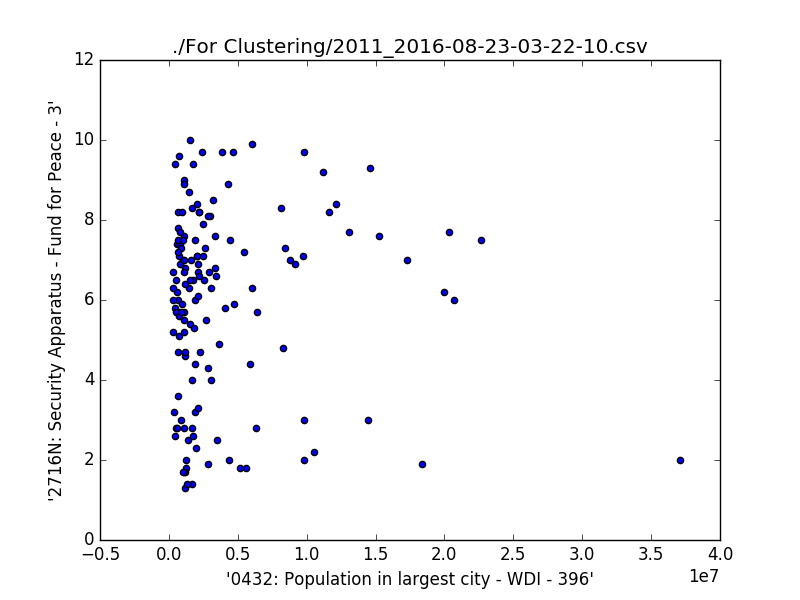 ./For Clustering/2011_2016-08-23-03-22-10.csv
12
10
8
6
4
2
0
'2716N: Security Apparatus - Fund for Peace - 3'
−0.5 0.0 0.5 1.0 1.5 2.0 2.5 3.0 3.5 4.0
1e7
'0432: Population in largest city - WDI - 396'